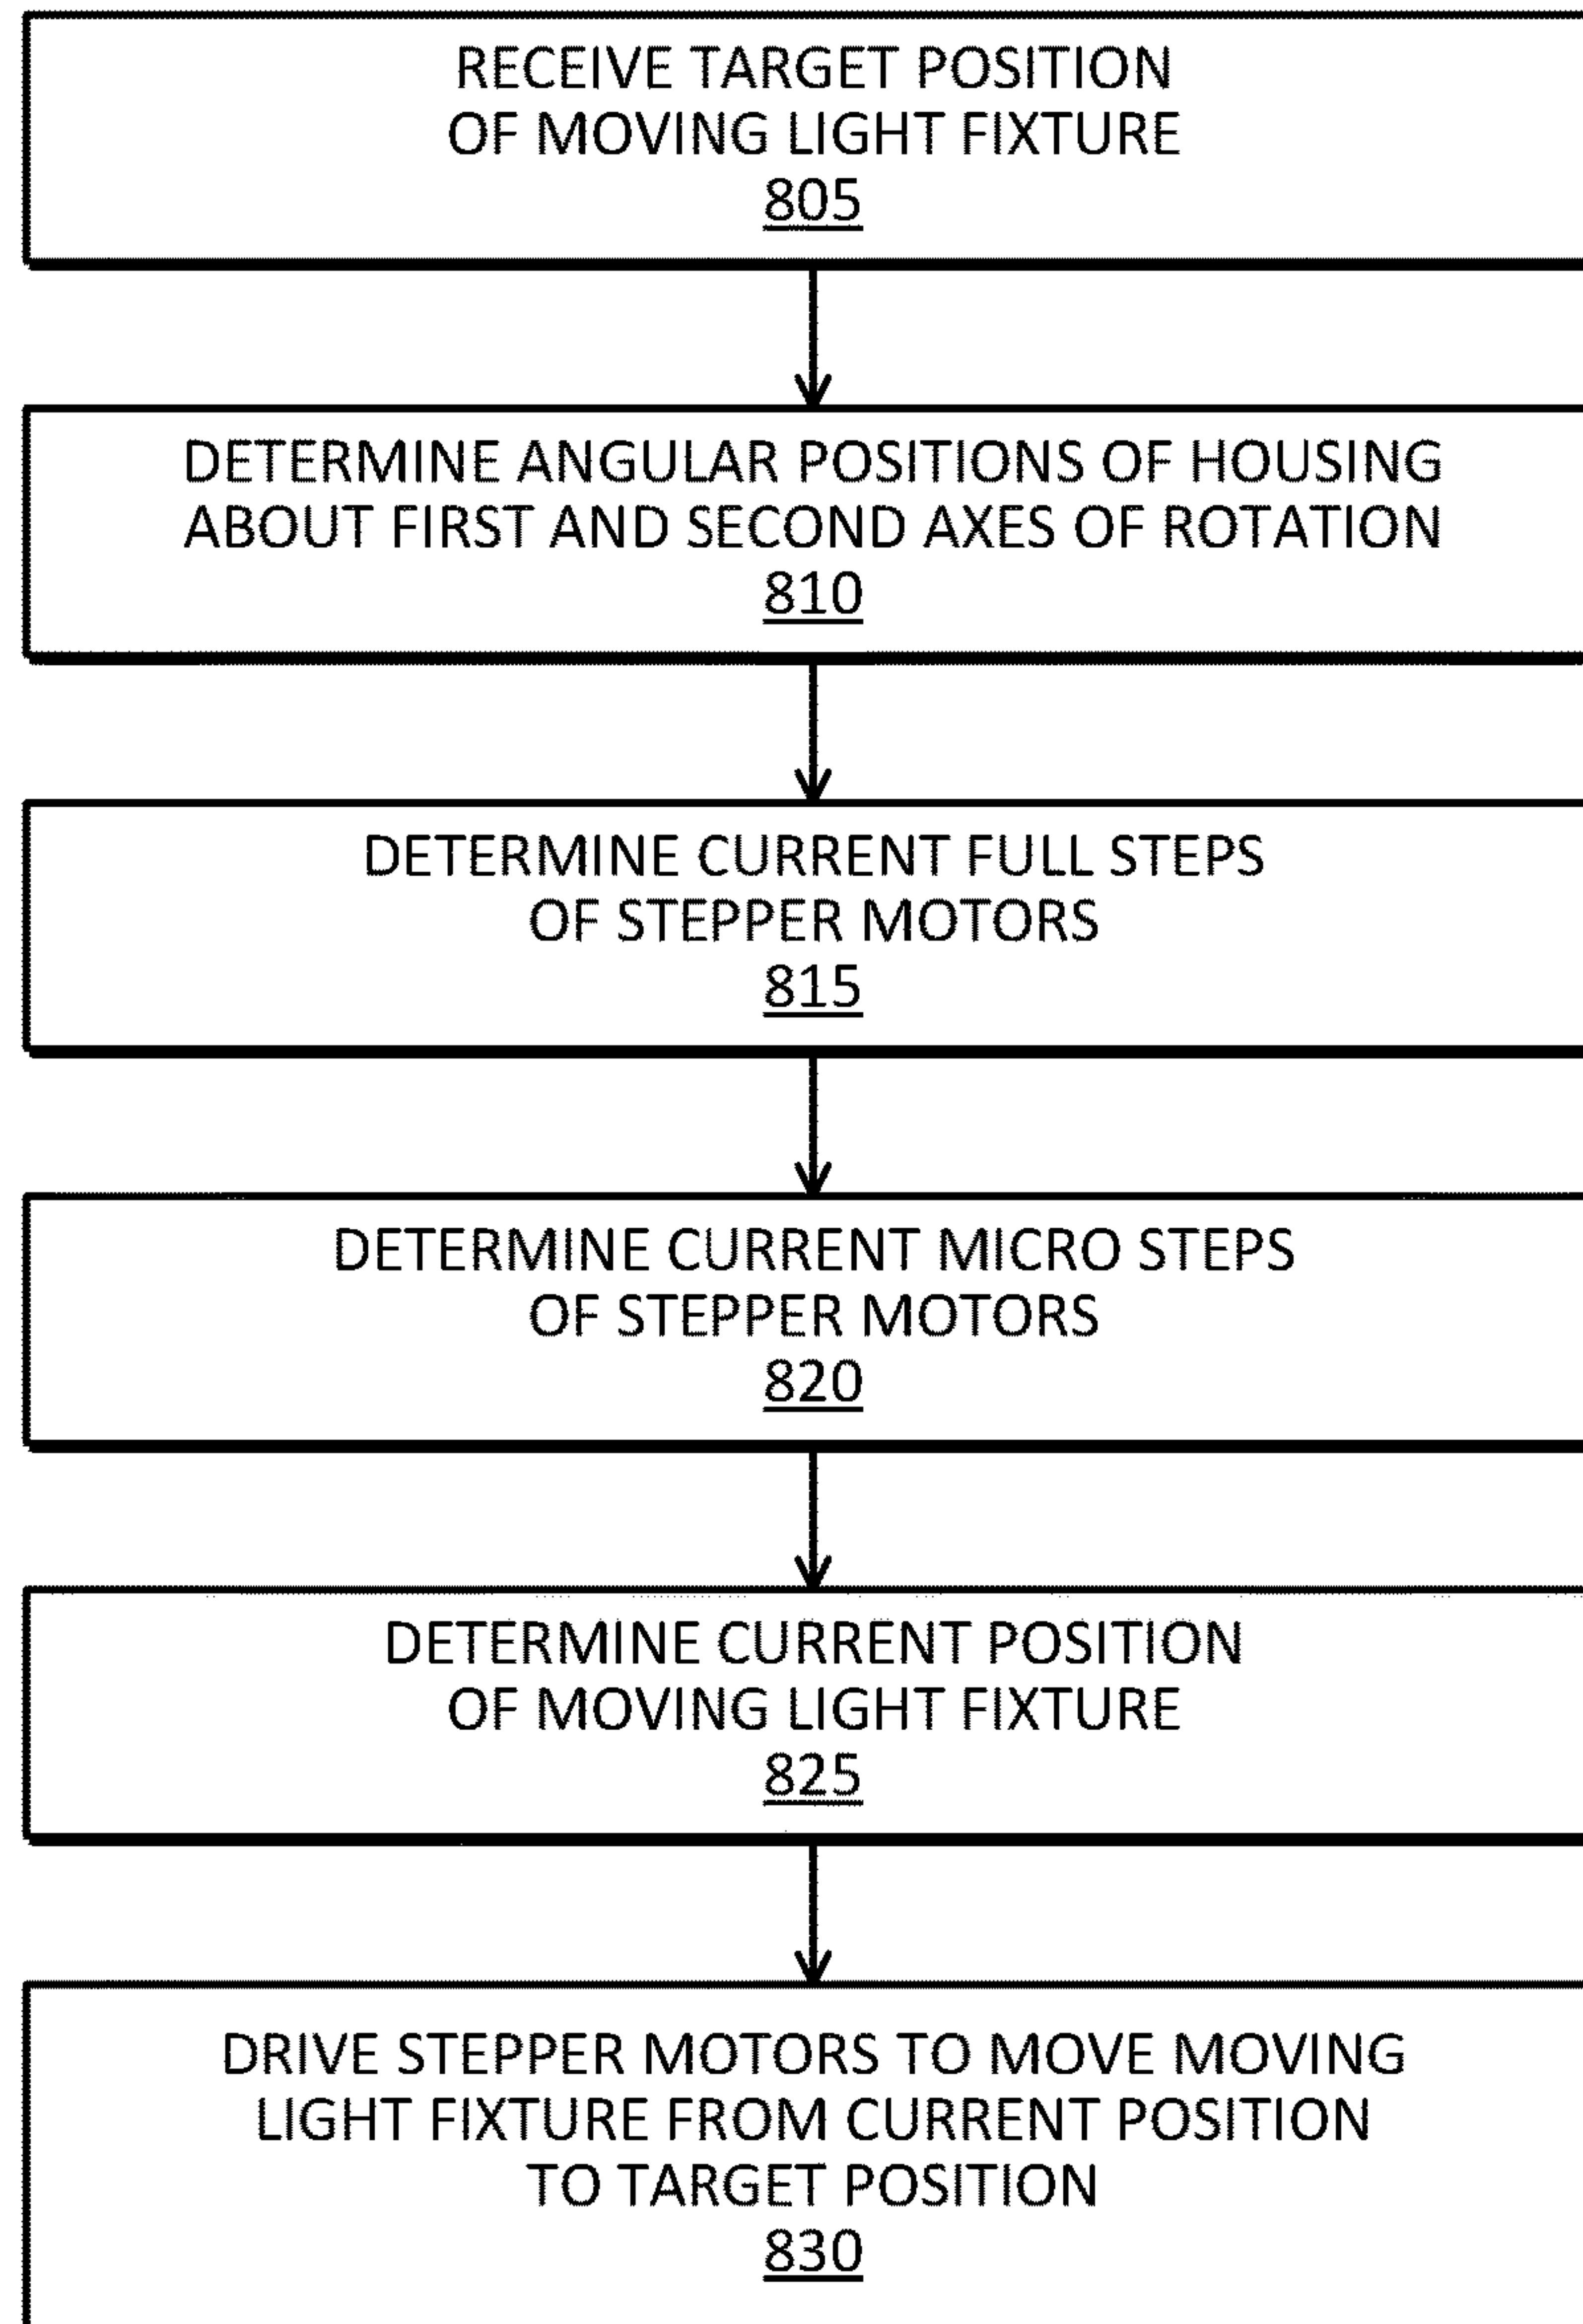 RECEIVE TARGET POSITION
OF MOVING LIGHT FIXTURE
805
DETERMINE ANGULAR POSITIONS OF HOUSING
ABOUT FIRST AND SECOND AXES OF ROTATION
810
DETERMINE CURRENT FULL STEPS
OF STEPPER MOTORS
815
DETERMINE CURRENT MICRO STEPS
OF STEPPER MOTORS
820
DETERMINE CURRENT POSITION
OF MOVING LIGHT FIXTURE
825
DRIVE STEPPER MOTORS TO MOVE MOVING
LIGHT FIXTURE FROM CURRENT POSITION
TO TARGET POSITION
830